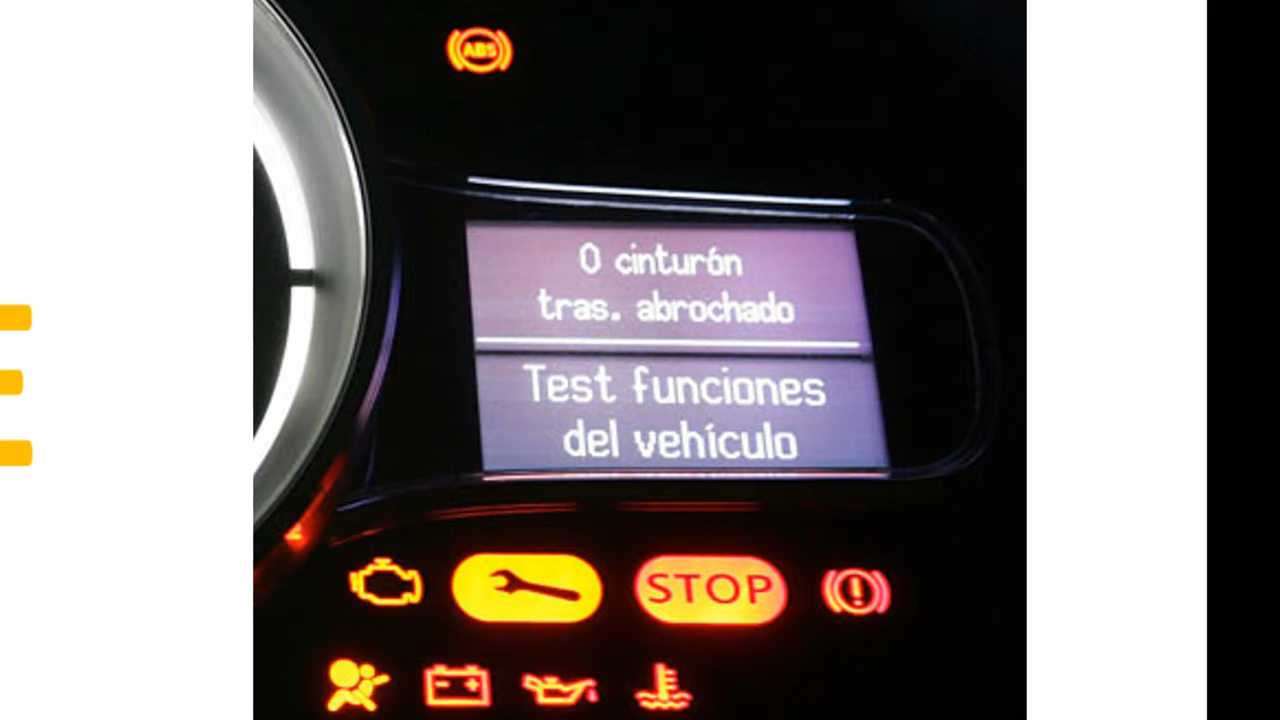 ABS
0 cinturón
tras. abrochado
Test funciones
del vehículo
STOP